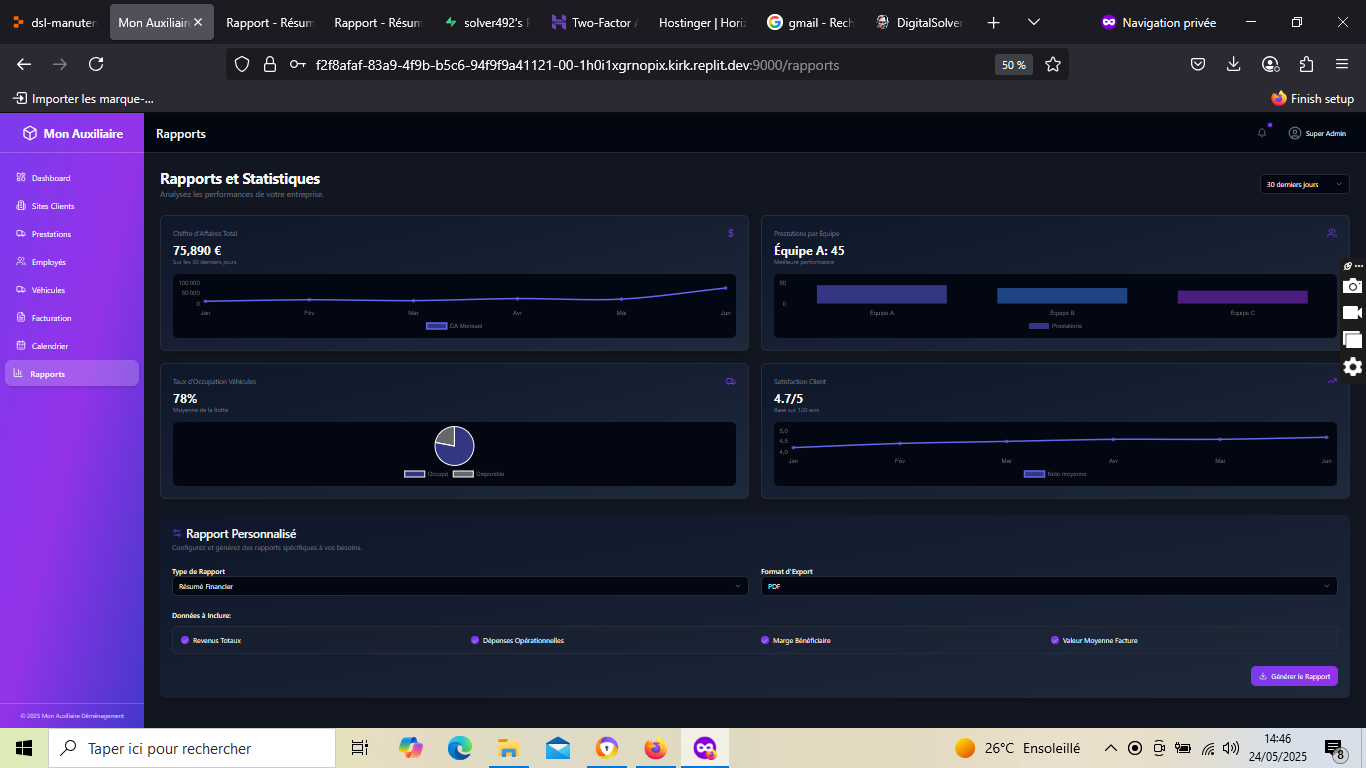 dsl-manuter
Mon Auxiliair
Rapport - Résum
Rapport - Résum
solver492's P
Two-Factor A
Hostinger | Hori
gmail - Rech
DigitalSolve
Navigation privée
f2f8afaf-83a9-4f9b-b5c6-94f9f9a41121-00-1h0i1xgrnopix.kirk.replit.dev:9000/rapports
50 %
Importer les marque-…
Finish setup
Mon Auxiliaire
Rapports
Super Admin
Dashboard
Sites Clients
Prestations
Employés
Véhicules
Facturation
Calendrier
Rapports
© 2025 Mon Auxiliaire Déménagement
Rapports et Statistiques
Analysez les performances de votre entreprise.
30 derniers jours
Chiffre d'Affaires Total
75,890 €
Sur les 30 derniers jours
100 000
50 000
0
Jan Fév Mar Avr Mai Jun
CA Mensuel
Prestations par Équipe
Équipe A: 45
Meilleure performance
50
0
Équipe A Équipe B Équipe C
Prestations
Taux d'Occupation Véhicules
78%
Moyenne de la flotte
Occupé Disponible
Satisfaction Client
4.7/5
Basé sur 120 avis
5,0
4,5
4,0
Jan Fév Mar Avr Mai Jun
Note moyenne
Rapport Personnalisé
Configurez et générez des rapports spécifiques à vos besoins.
Type de Rapport
Résumé Financier
Format d'Export
PDF
Données à Inclure:
Revenus Totaux
Dépenses Opérationnelles
Marge Bénéficiaire
Valeur Moyenne Facture
Générer le Rapport
Taper ici pour rechercher
26°C Ensoleillé
14:46
24/05/2025
8